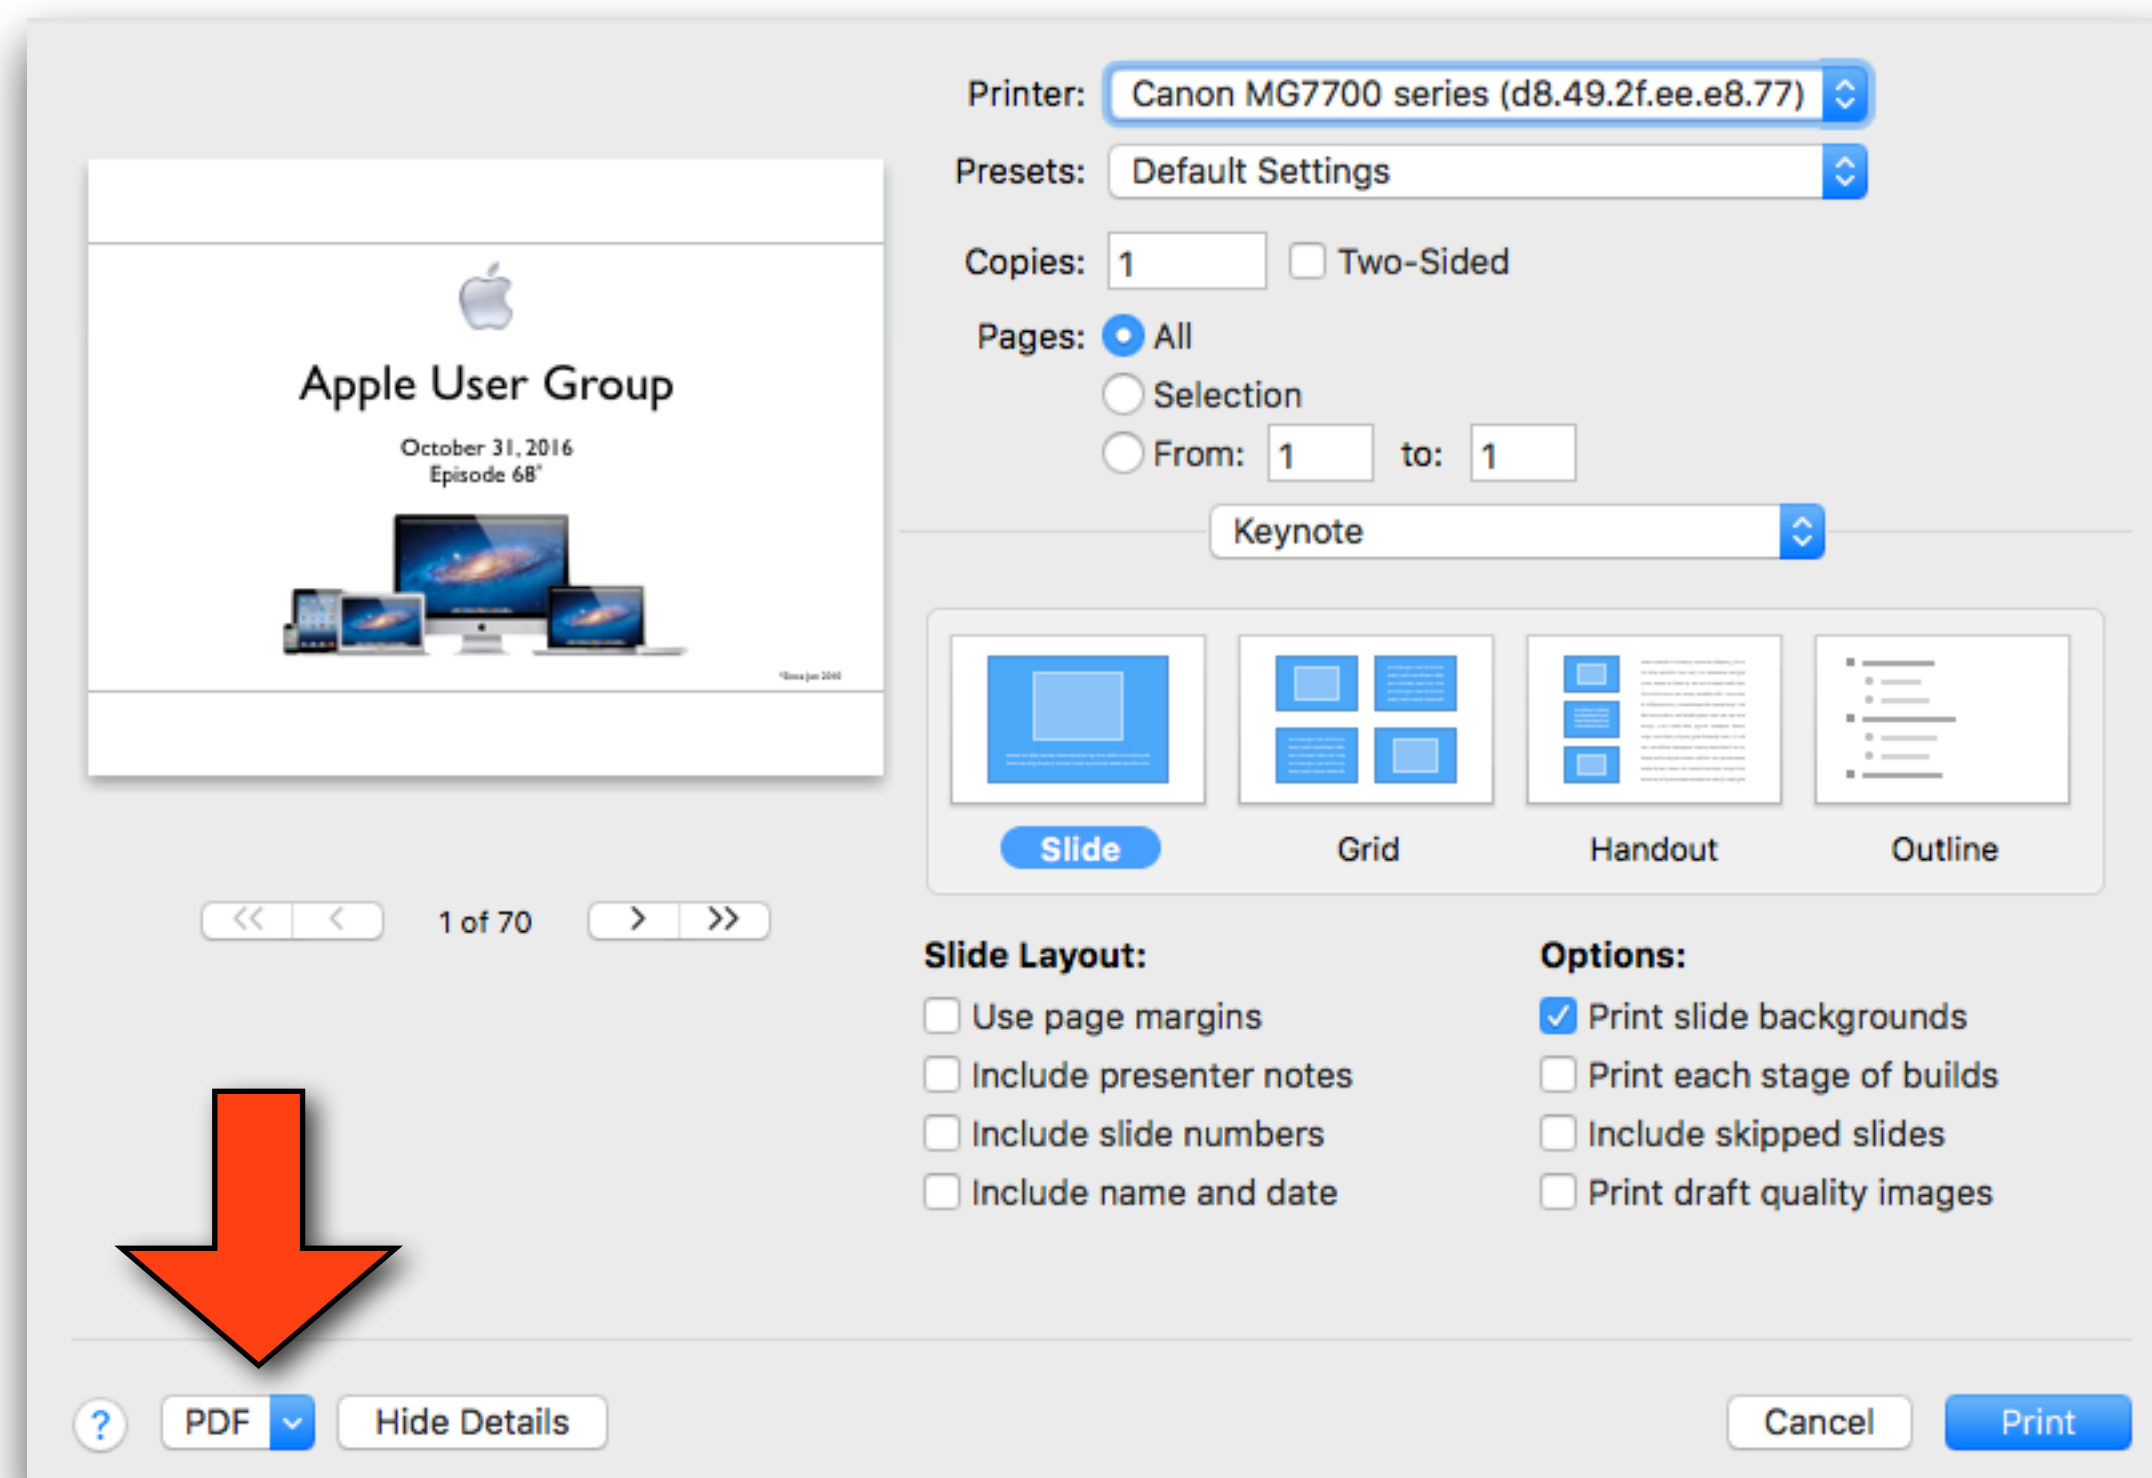 Printer: Canon MG7700 series (d8.49.2f.ee.e8.77)
Presets: Default Settings
Copies: 1 Two-Sided
Pages: All
Selection
From: 1 to: 1
Keynote
Apple User Group
October 31, 2016
Episode 68*
Slide Grid Handout Outline
1 of 70
Slide Layout: Options:
Use page margins Print slide backgrounds
Include presenter notes Print each stage of builds
Include slide numbers Include skipped slides
Include name and date Print draft quality images
? PDF Hide Details Cancel Print